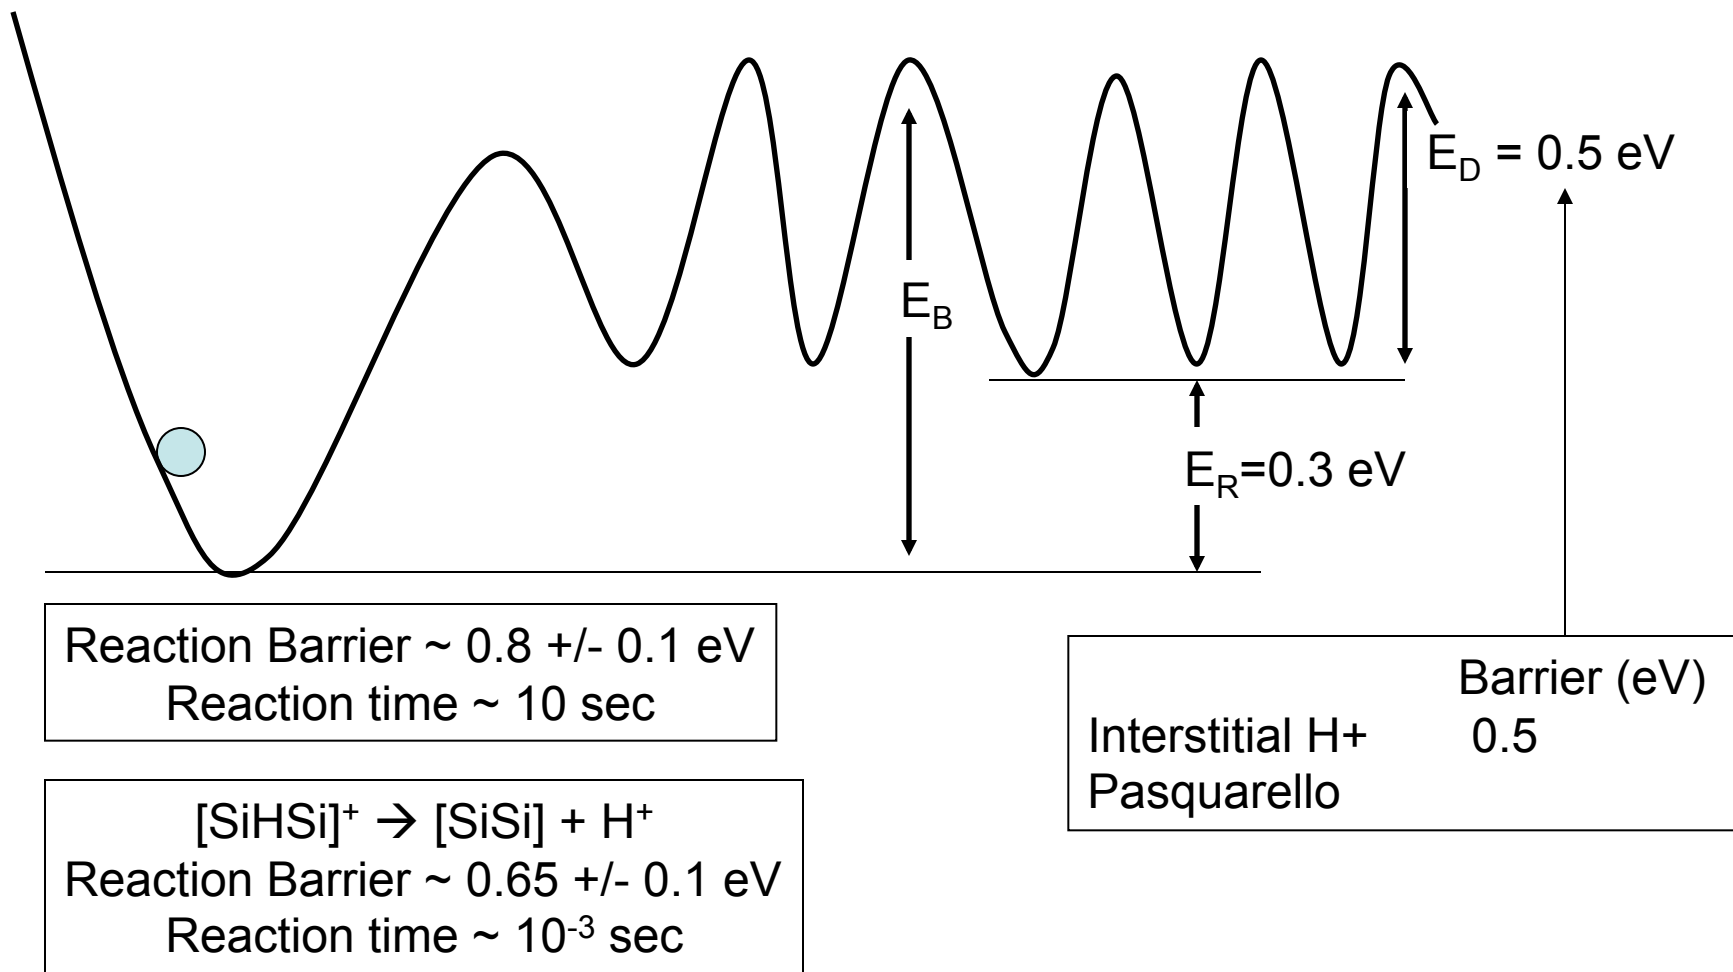 E_D = 0.5 eV
E_B
E_R=0.3 eV
Reaction Barrier ~ 0.8 +/- 0.1 eV
Reaction time ~ 10 sec
Barrier (eV)
Interstitial H+ 0.5
Pasquarello
[SiHSi]⁺ → [SiSi] + H⁺
Reaction Barrier ~ 0.65 +/- 0.1 eV
Reaction time ~ 10⁻³ sec